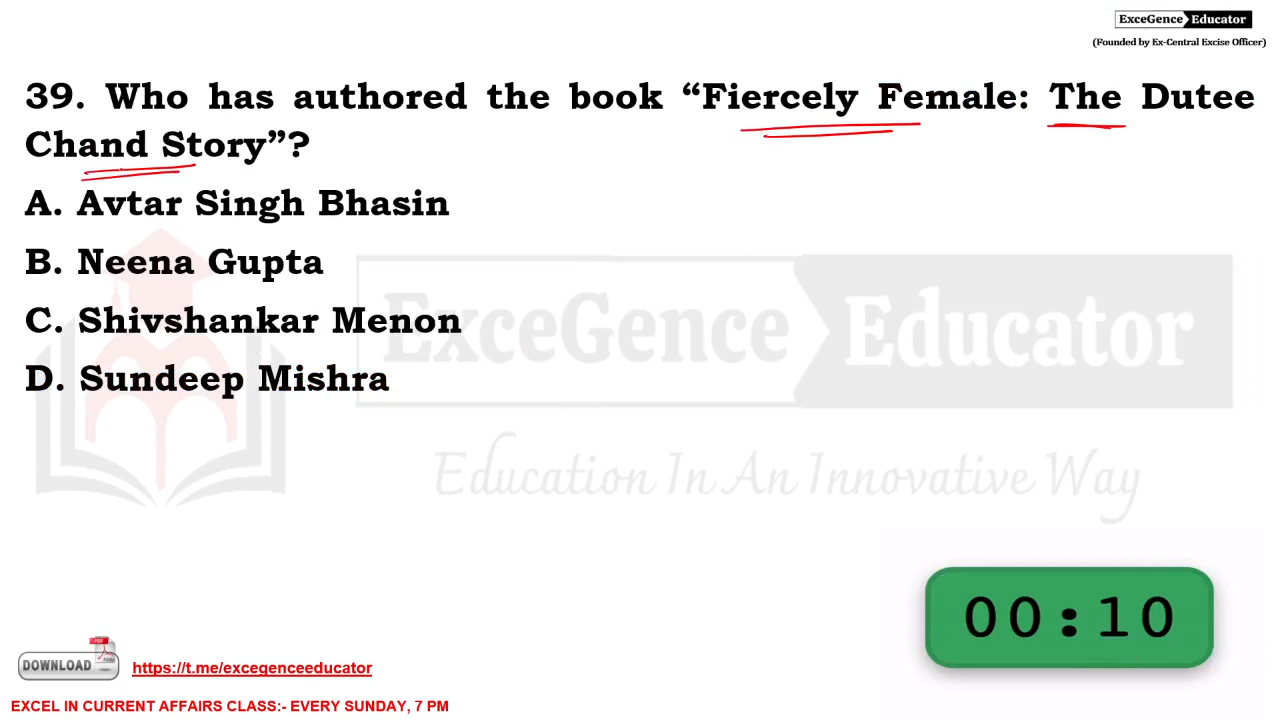 ExceGence Educator
(Founded by Ex-Central Excise Officer)
39. Who has authored the book “Fiercely Female: The Dutee
Chand Story”?
A. Avtar Singh Bhasin
B. Neena Gupta
C. Shivshankar Menon
D. Sundeep Mishra
ExceGence Educator
Education In An Innovative Way
00:10
PDF
DOWNLOAD https://t.me/excegenceeducator
EXCEL IN CURRENT AFFAIRS CLASS:- EVERY SUNDAY, 7 PM